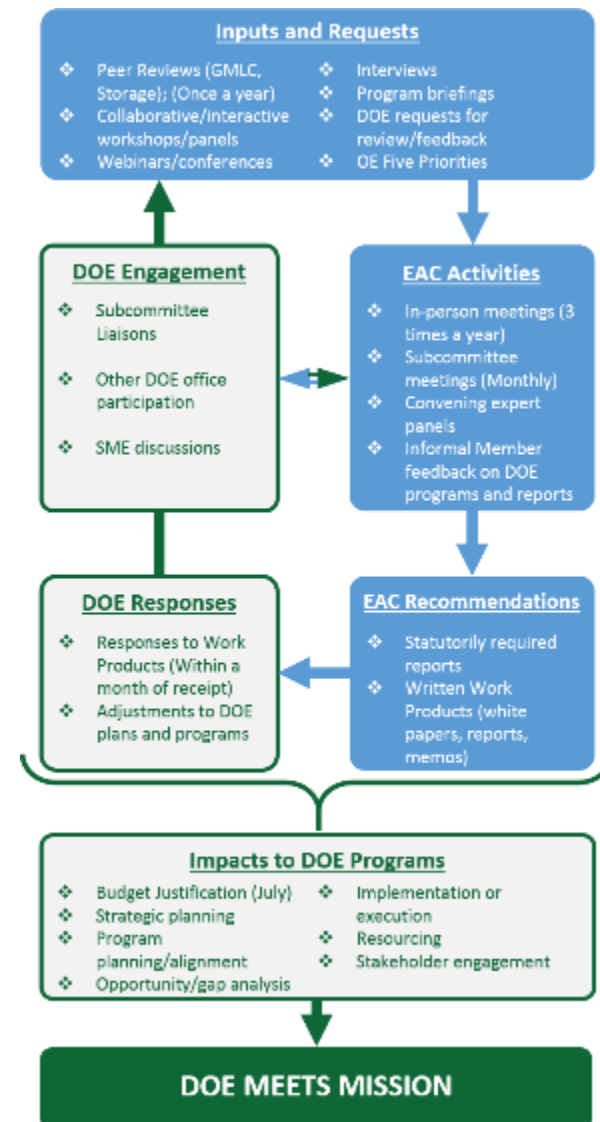 Inputs and Requests
❖ Peer Reviews (GMLC,
Storage); (Once a year)
❖ Collaborative/interactive
workshops/panels
❖ Webinars/conferences
❖ Interviews
❖ Program briefings
❖ DOE requests for
review/feedback
❖ OE Five Priorities
DOE Engagement
❖ Subcommittee
Liaisons
❖ Other DOE office
participation
❖ SME discussions
EAC Activities
❖ In-person meetings (3
times a year)
❖ Subcommittee
meetings (Monthly)
❖ Convening expert
panels
❖ Informal Member
feedback on DOE
programs and reports
DOE Responses
❖ Responses to Work
Products (Within a
month of receipt)
❖ Adjustments to DOE
plans and programs
EAC Recommendations
❖ Statutorily required
reports
❖ Written Work
Products (white
papers, reports,
memos)
Impacts to DOE Programs
❖ Budget Justification (July)
❖ Strategic planning
❖ Program
planning/alignment
❖ Opportunity/gap analysis
❖ Implementation or
execution
❖ Resourcing
❖ Stakeholder engagement
DOE MEETS MISSION